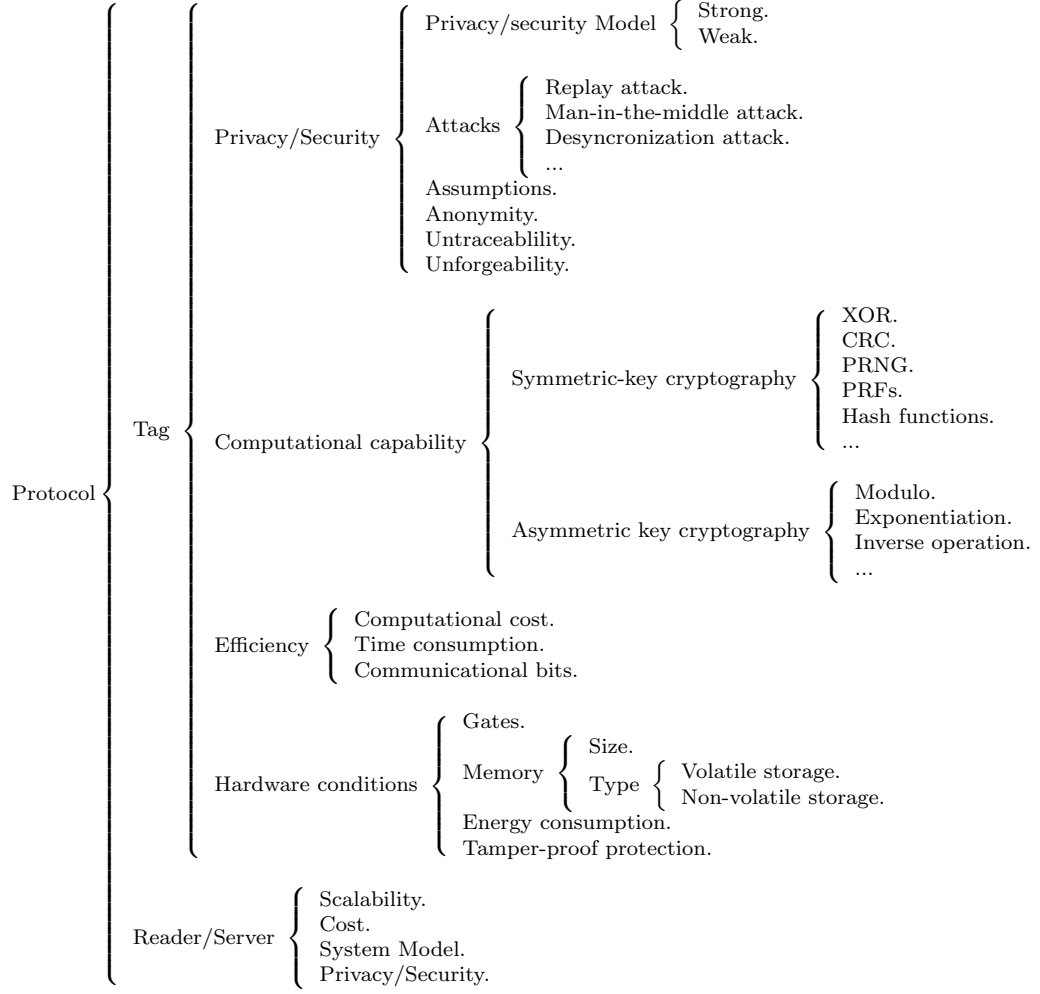 Privacy/security Model
Strong.
Weak.
Attacks
Replay attack.
Man-in-the-middle attack.
Desyncronization attack.
...
Privacy/Security
Assumptions.
Anonymity.
Untraceablility.
Unforgeability.
Tag
Computational capability
Symmetric-key cryptography
XOR.
CRC.
PRNG.
PRFs.
Hash functions.
...
Protocol
Asymmetric key cryptography
Modulo.
Exponentiation.
Inverse operation.
...
Efficiency
Computational cost.
Time consumption.
Communicational bits.
Hardware conditions
Gates.
Memory
Size.
Type
Volatile storage.
Non-volatile storage.
Energy consumption.
Tamper-proof protection.
Reader/Server
Scalability.
Cost.
System Model.
Privacy/Security.